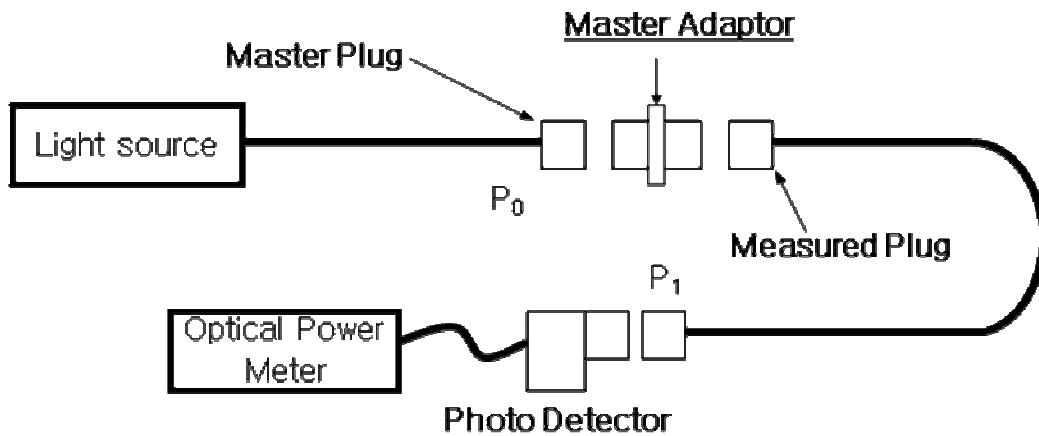 Master Adaptor
Master Plug
Light source
P0
Measured Plug
P1
Optical Power
Meter
Photo Detector